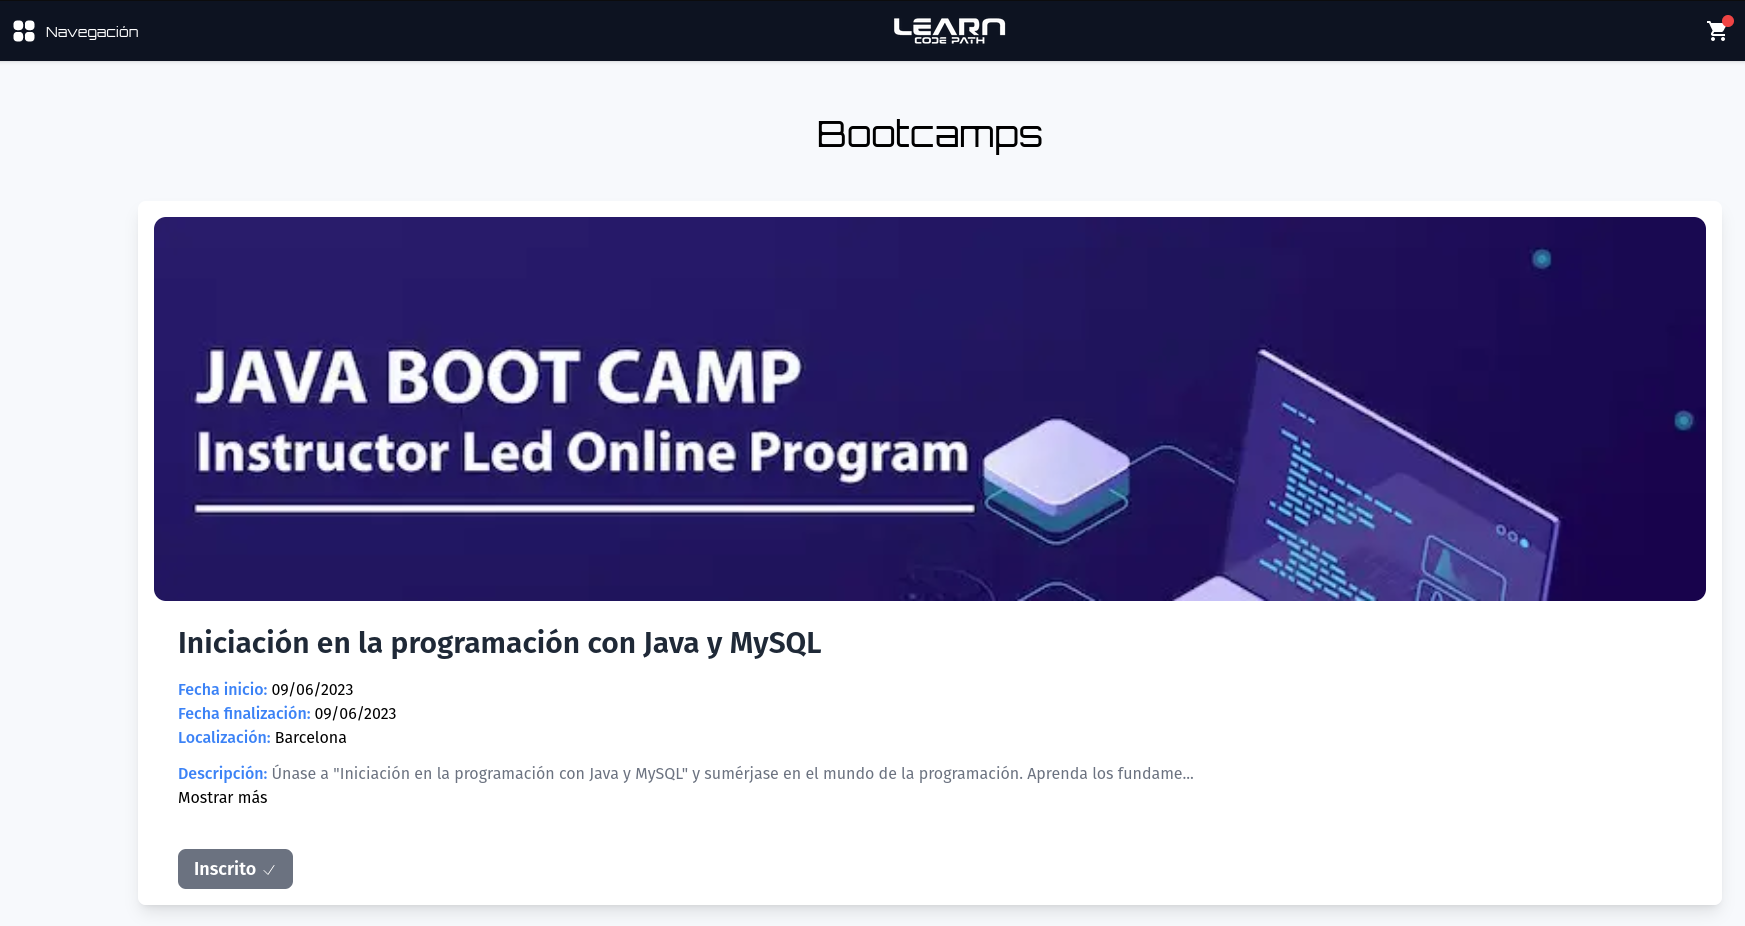 Navegación
LEARN
CODE PATH
Bootcamps
JAVA BOOT CAMP
Instructor Led Online Program
Iniciación en la programación con Java y MySQL
Fecha inicio: 09/06/2023
Fecha finalización: 09/06/2023
Localización: Barcelona
Descripción: Únase a "Iniciación en la programación con Java y MySQL" y sumérjase en el mundo de la programación. Aprenda los fundame...
Mostrar más
Inscrito